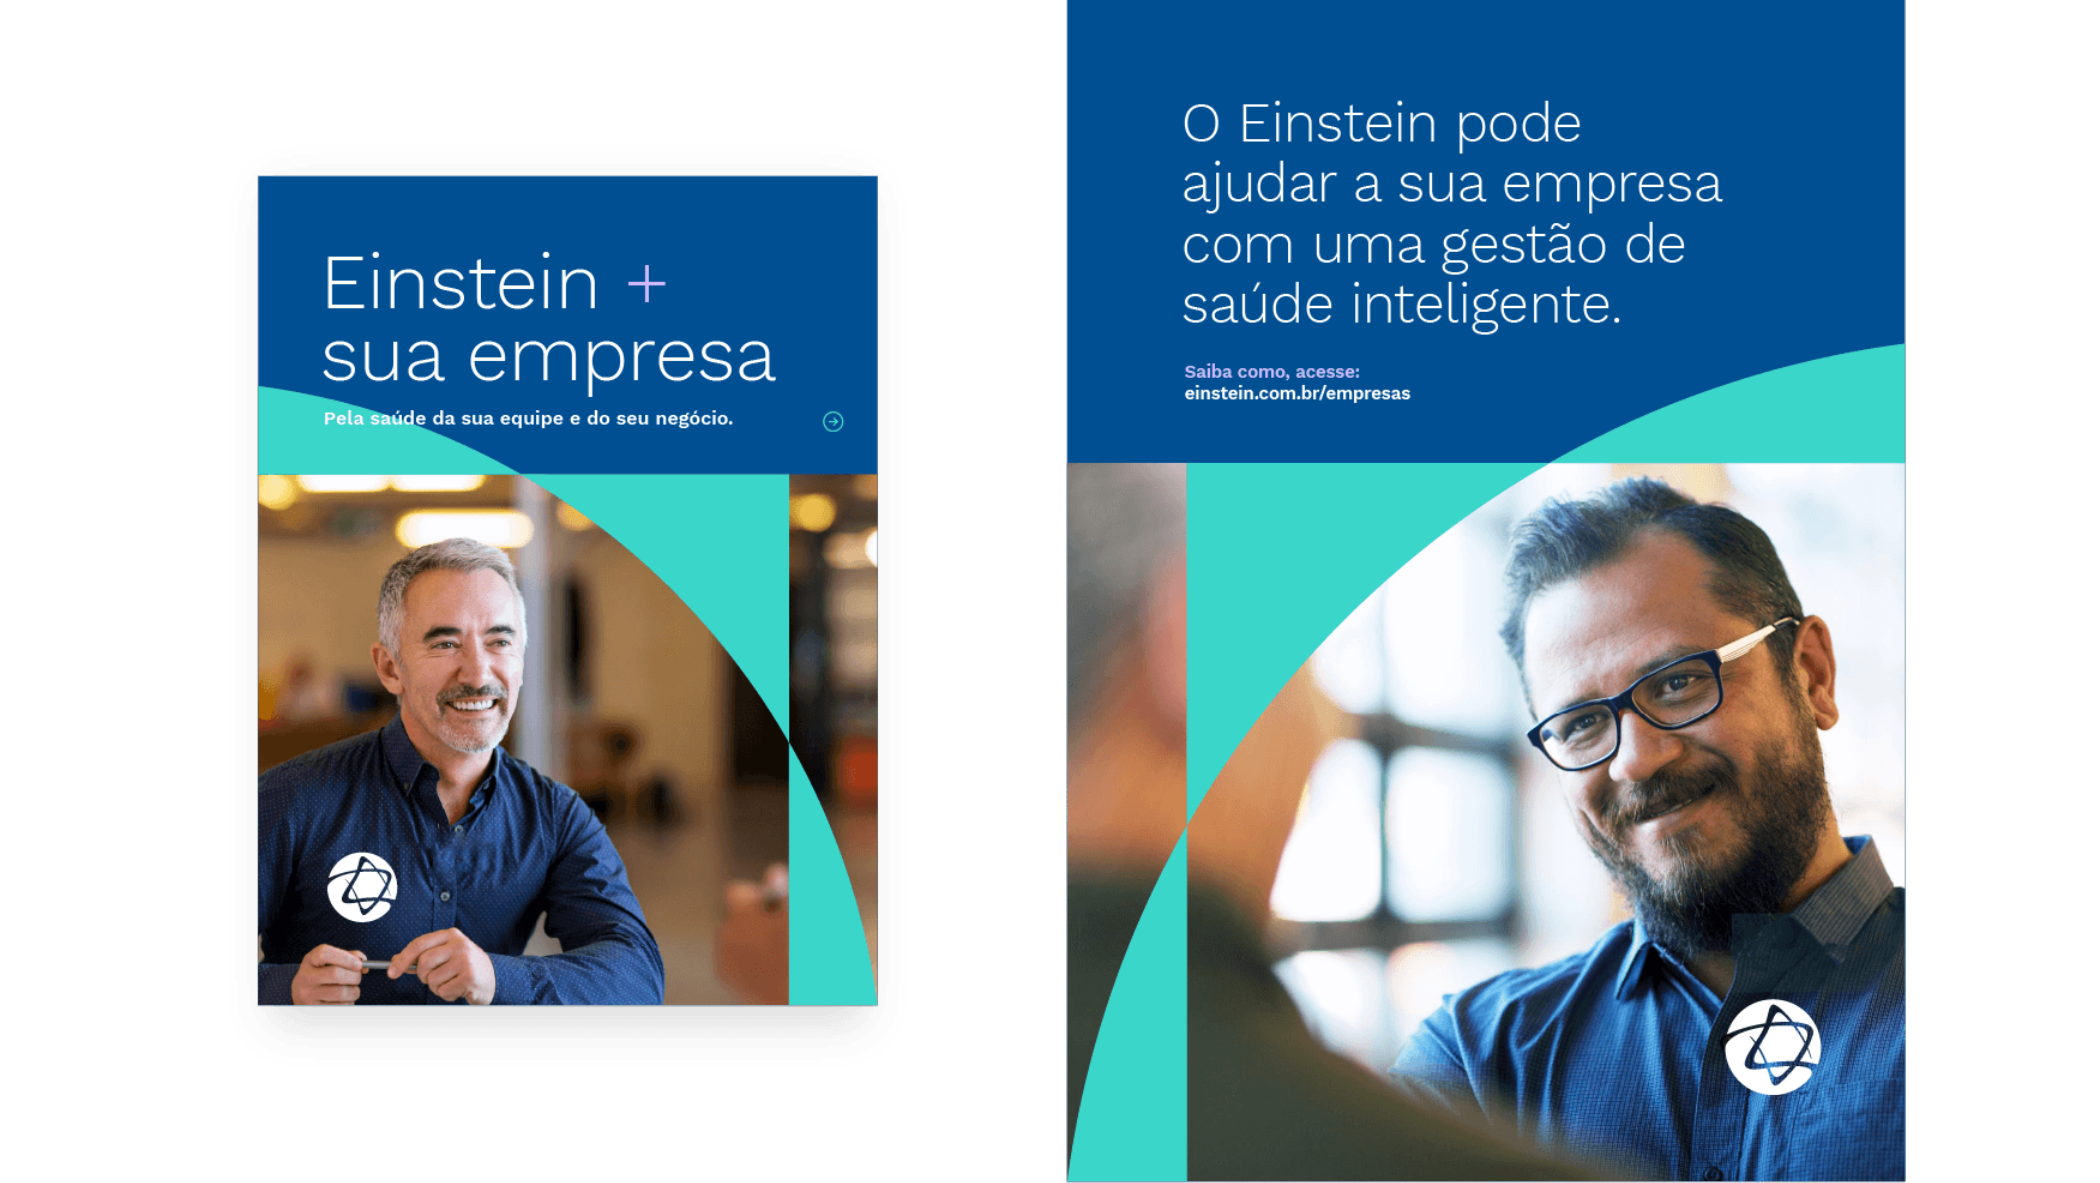 Einstein +
sua empresa
Pela saúde da sua equipe e do seu negócio.
O Einstein pode
ajudar a sua empresa
com uma gestão de
saúde inteligente.
Saiba como, acesse:
einstein.com.br/empresas